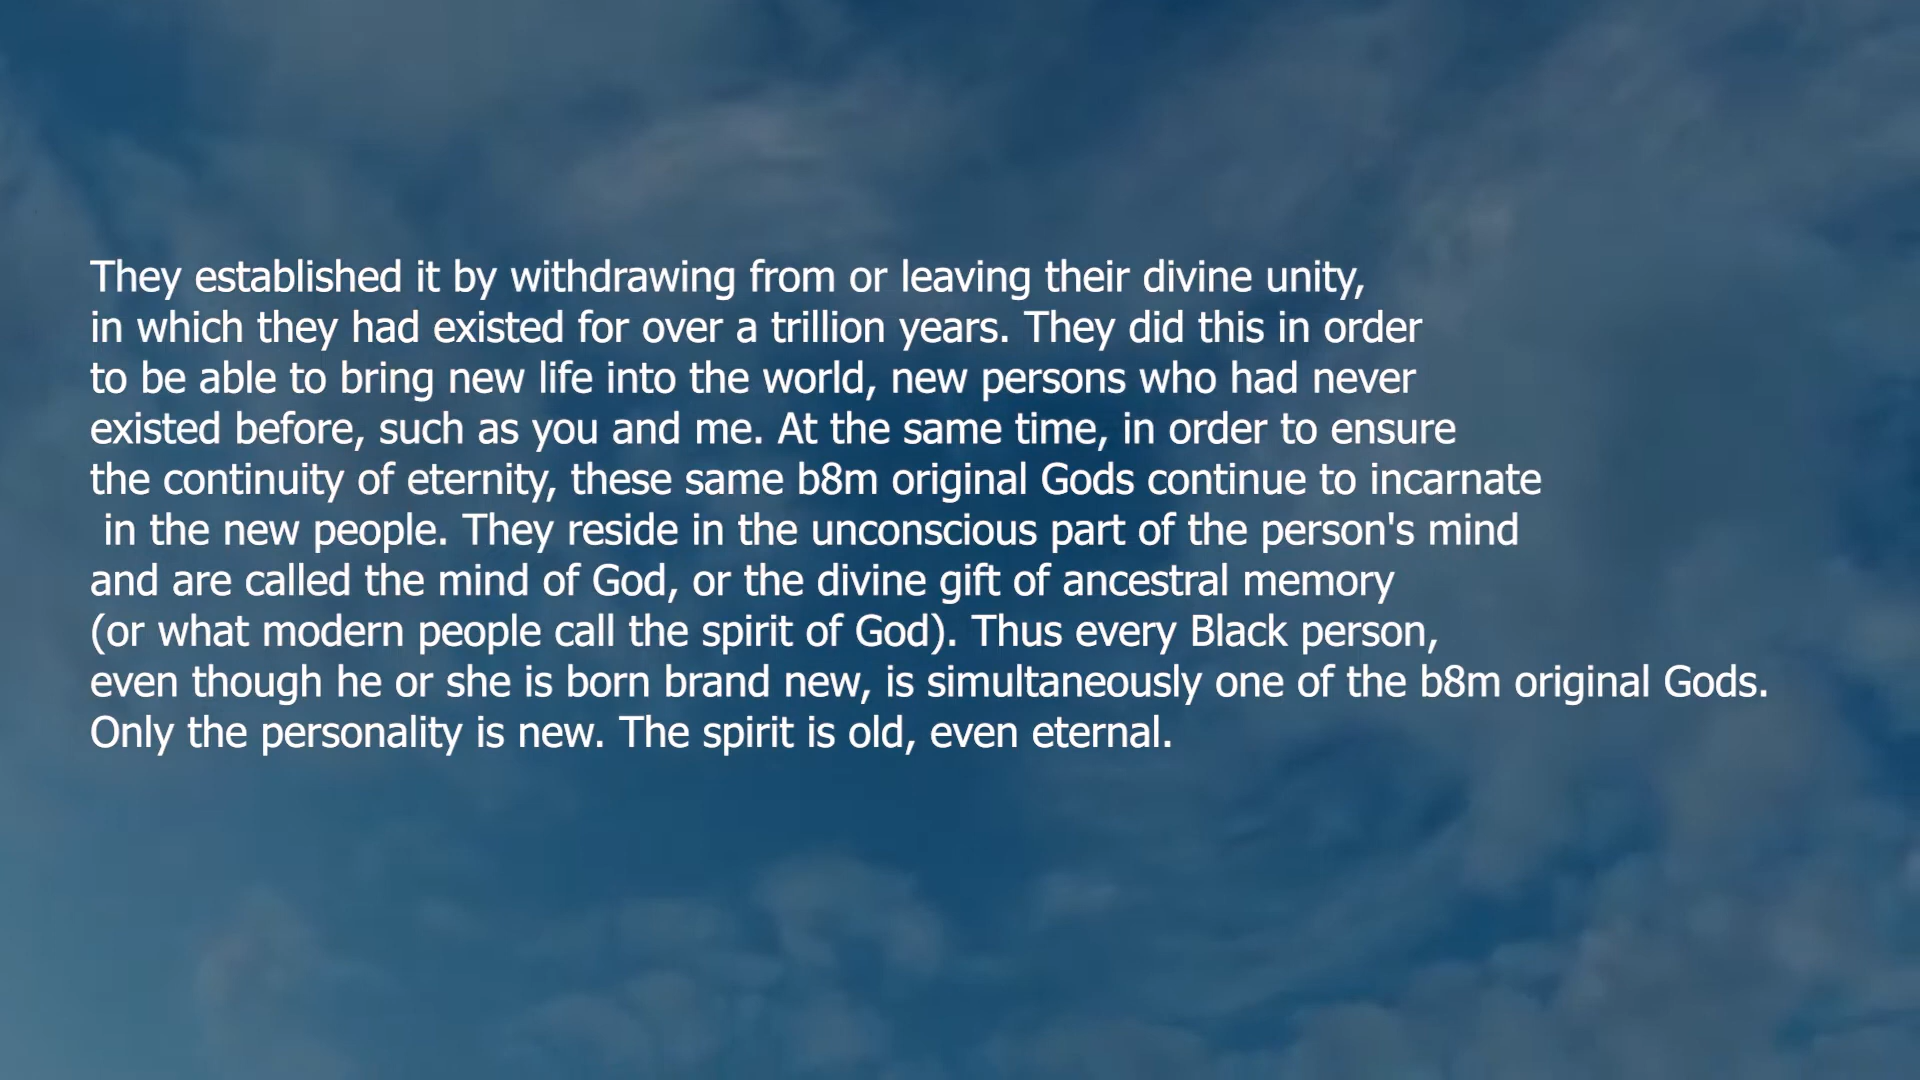 They established it by withdrawing from or leaving their divine unity,
in which they had existed for over a trillion years. They did this in order
to be able to bring new life into the world, new persons who had never
existed before, such as you and me. At the same time, in order to ensure
the continuity of eternity, these same b8m original Gods continue to incarnate
in the new people. They reside in the unconscious part of the person's mind
and are called the mind of God, or the divine gift of ancestral memory
(or what modern people call the spirit of God). Thus every Black person,
even though he or she is born brand new, is simultaneously one of the b8m original Gods.
Only the personality is new. The spirit is old, even eternal.